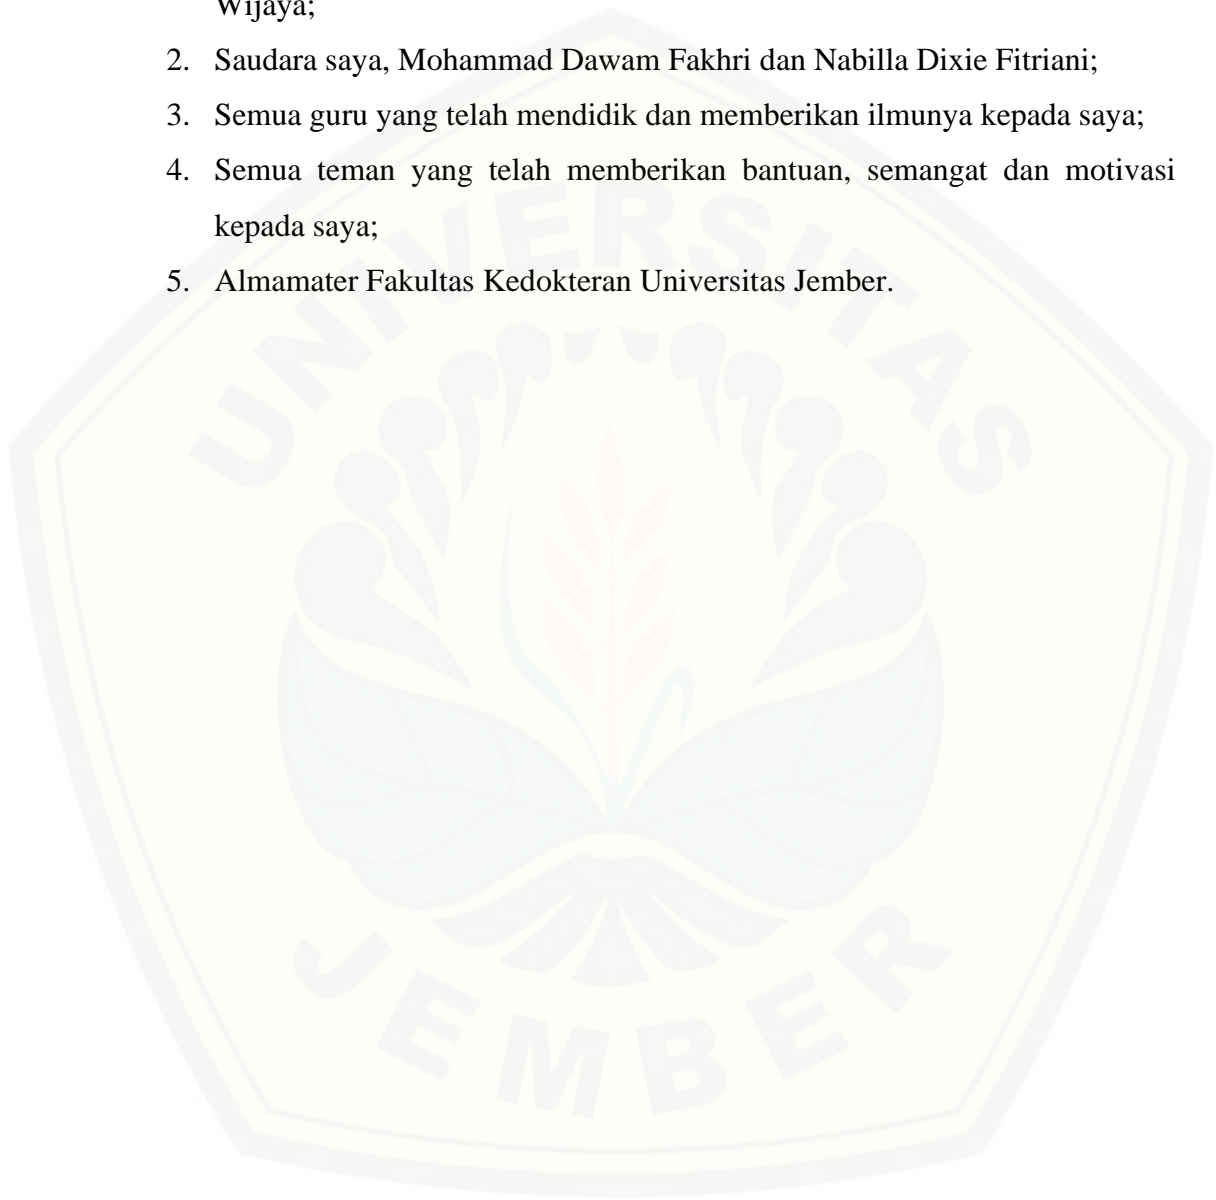 Wijaya;
2. Saudara saya, Mohammad Dawam Fakhri dan Nabilla Dixie Fitriani;
3. Semua guru yang telah mendidik dan memberikan ilmunya kepada saya;
4. Semua teman yang telah memberikan bantuan, semangat dan motivasi
kepada saya;
5. Almamater Fakultas Kedokteran Universitas Jember.
UNIVERSITAS
JEMBER